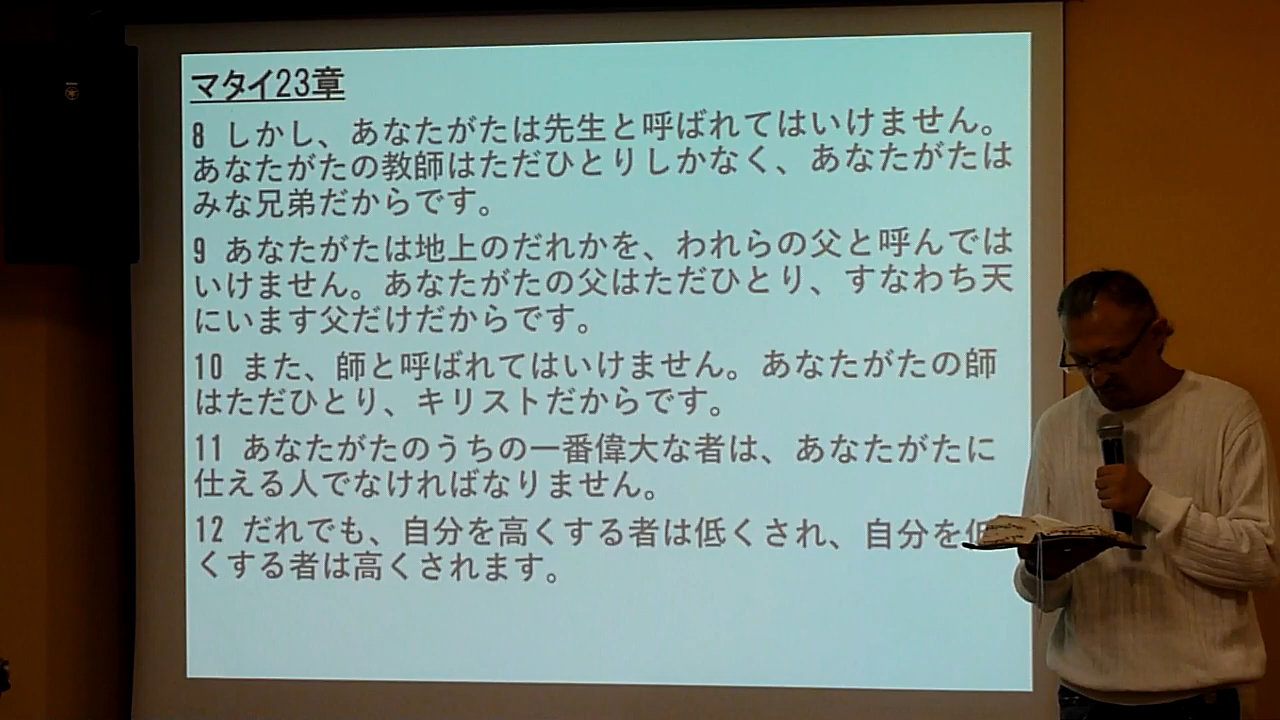 マタイ23章
8 しかし、あなたがたは先生と呼ばれてはいけません。
あなたがたの教師はただひとりしかなく、あなたがたは
みな兄弟だからです。
9 あなたがたは地上のだれかを、われらの父と呼んでは
いけません。あなたがたの父はただひとり、すなわち天
にいます父だけだからです。
10 また、師と呼ばれてはいけません。あなたがたの師
はただひとり、キリストだからです。
11 あなたがたのうちの一番偉大な者は、あなたがたに
仕える人でなければなりません。
12 だれでも、自分を高くする者は低くされ、自分を低
くする者は高くされます。